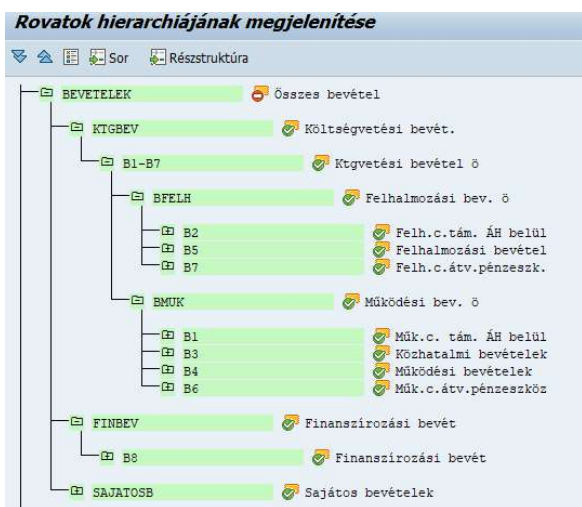 Rovatok hierarchiájának megjelenítése
Sor Részstruktúra
BEVETELEK Összes bevétel
KTGBEV Költségvetési bevét.
B1-B7 Ktgvetési bevétel ö
BFELH Felhalmozási bev. ö
B2 Felh.c.tám. ÁH belül
B5 Felhalmozási bevétel
B7 Felh.c.átv.pénzeszk.
BMUK Működési bev. ö
B1 Műk.c. tám. ÁH belül
B3 Közhatalmi bevételek
B4 Működési bevételek
B6 Műk.c.átv.pénzeszköz
FINBEV Finanszírozási bevét
B8 Finanszírozási bevét
SAJATOSB Sajátos bevételek